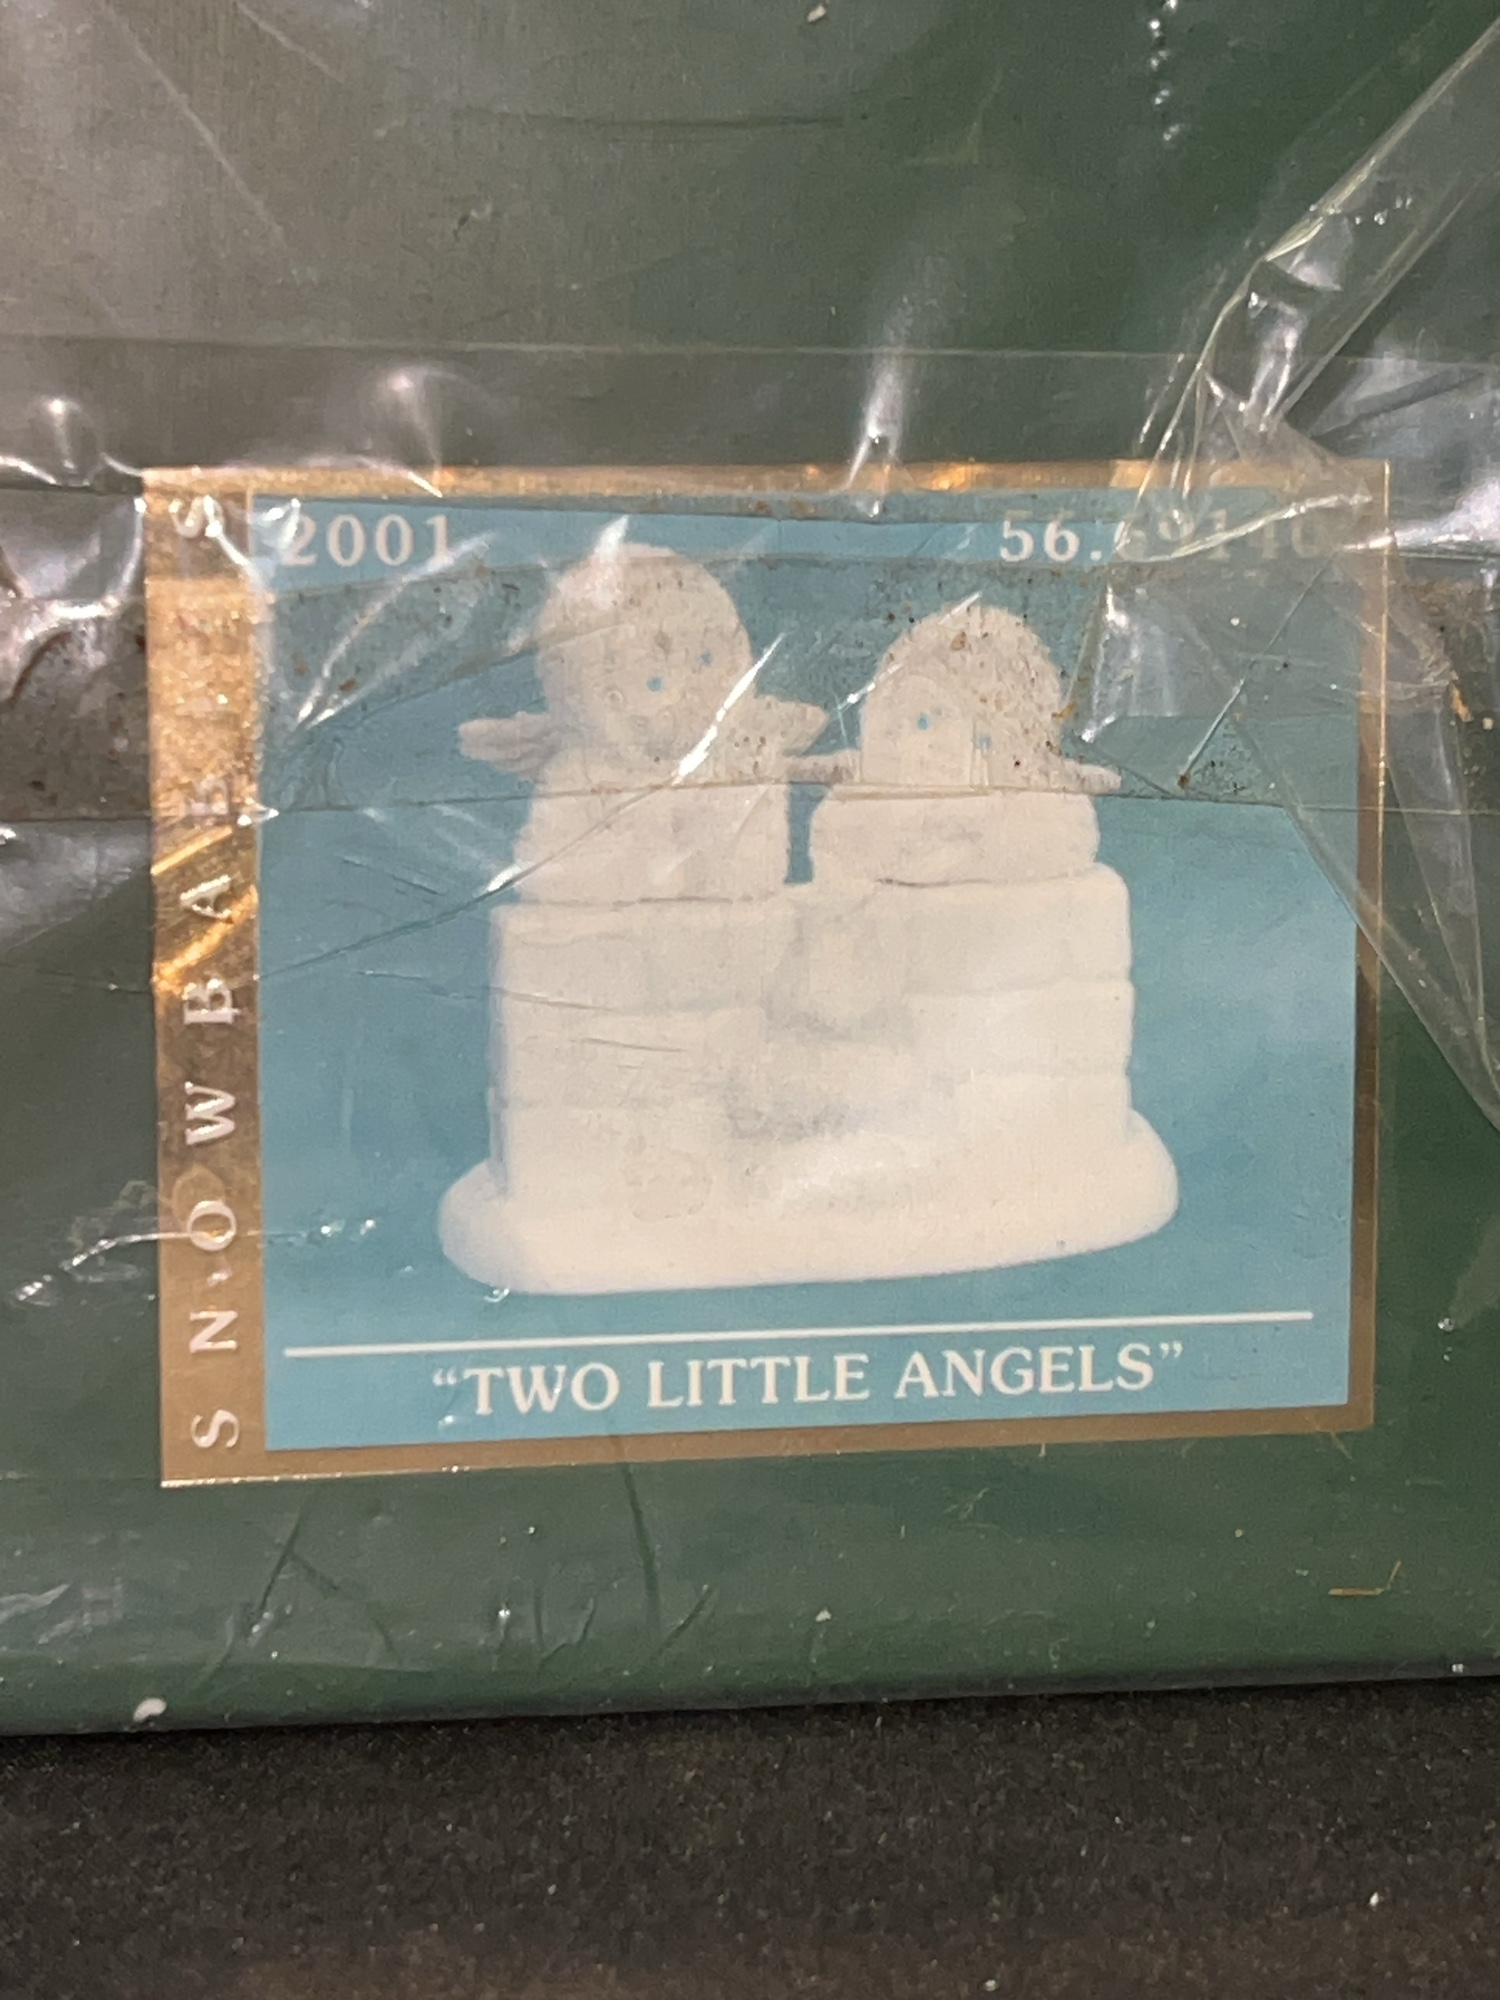 SNOWBABIES
2001
"TWO LITTLE ANGELS"